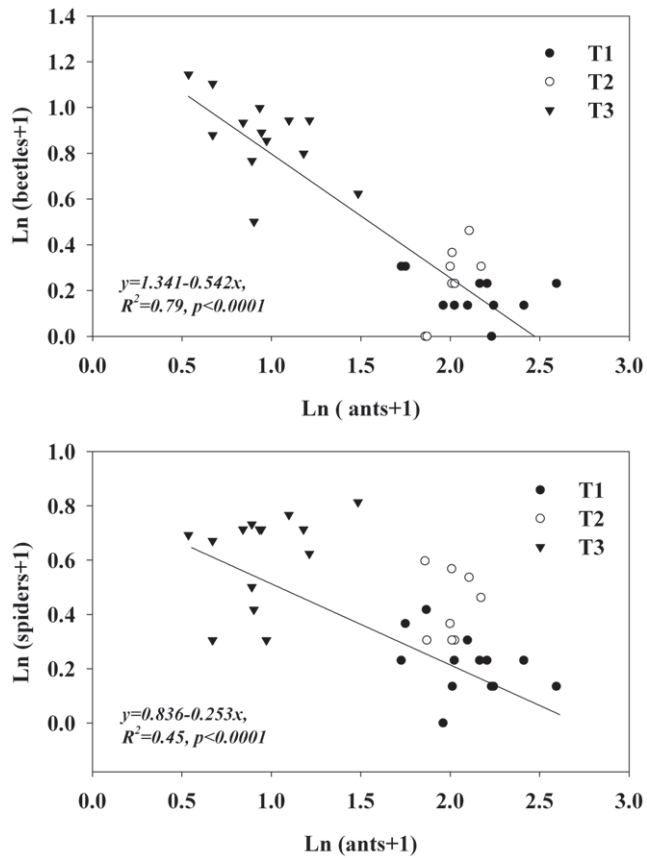 1.4
1.2
1.0
0.8
0.6
0.4
0.2
0.0
Ln (beetles+1)
T1
T2
T3
y=1.341-0.542x,
R²=0.79, p<0.0001
0.0 0.5 1.0 1.5 2.0 2.5 3.0
Ln ( ants+1)
1.0
0.8
0.6
0.4
0.2
0.0
Ln (spiders+1)
T1
T2
T3
y=0.836-0.253x,
R²=0.45, p<0.0001
0.0 0.5 1.0 1.5 2.0 2.5 3.0
Ln (ants+1)